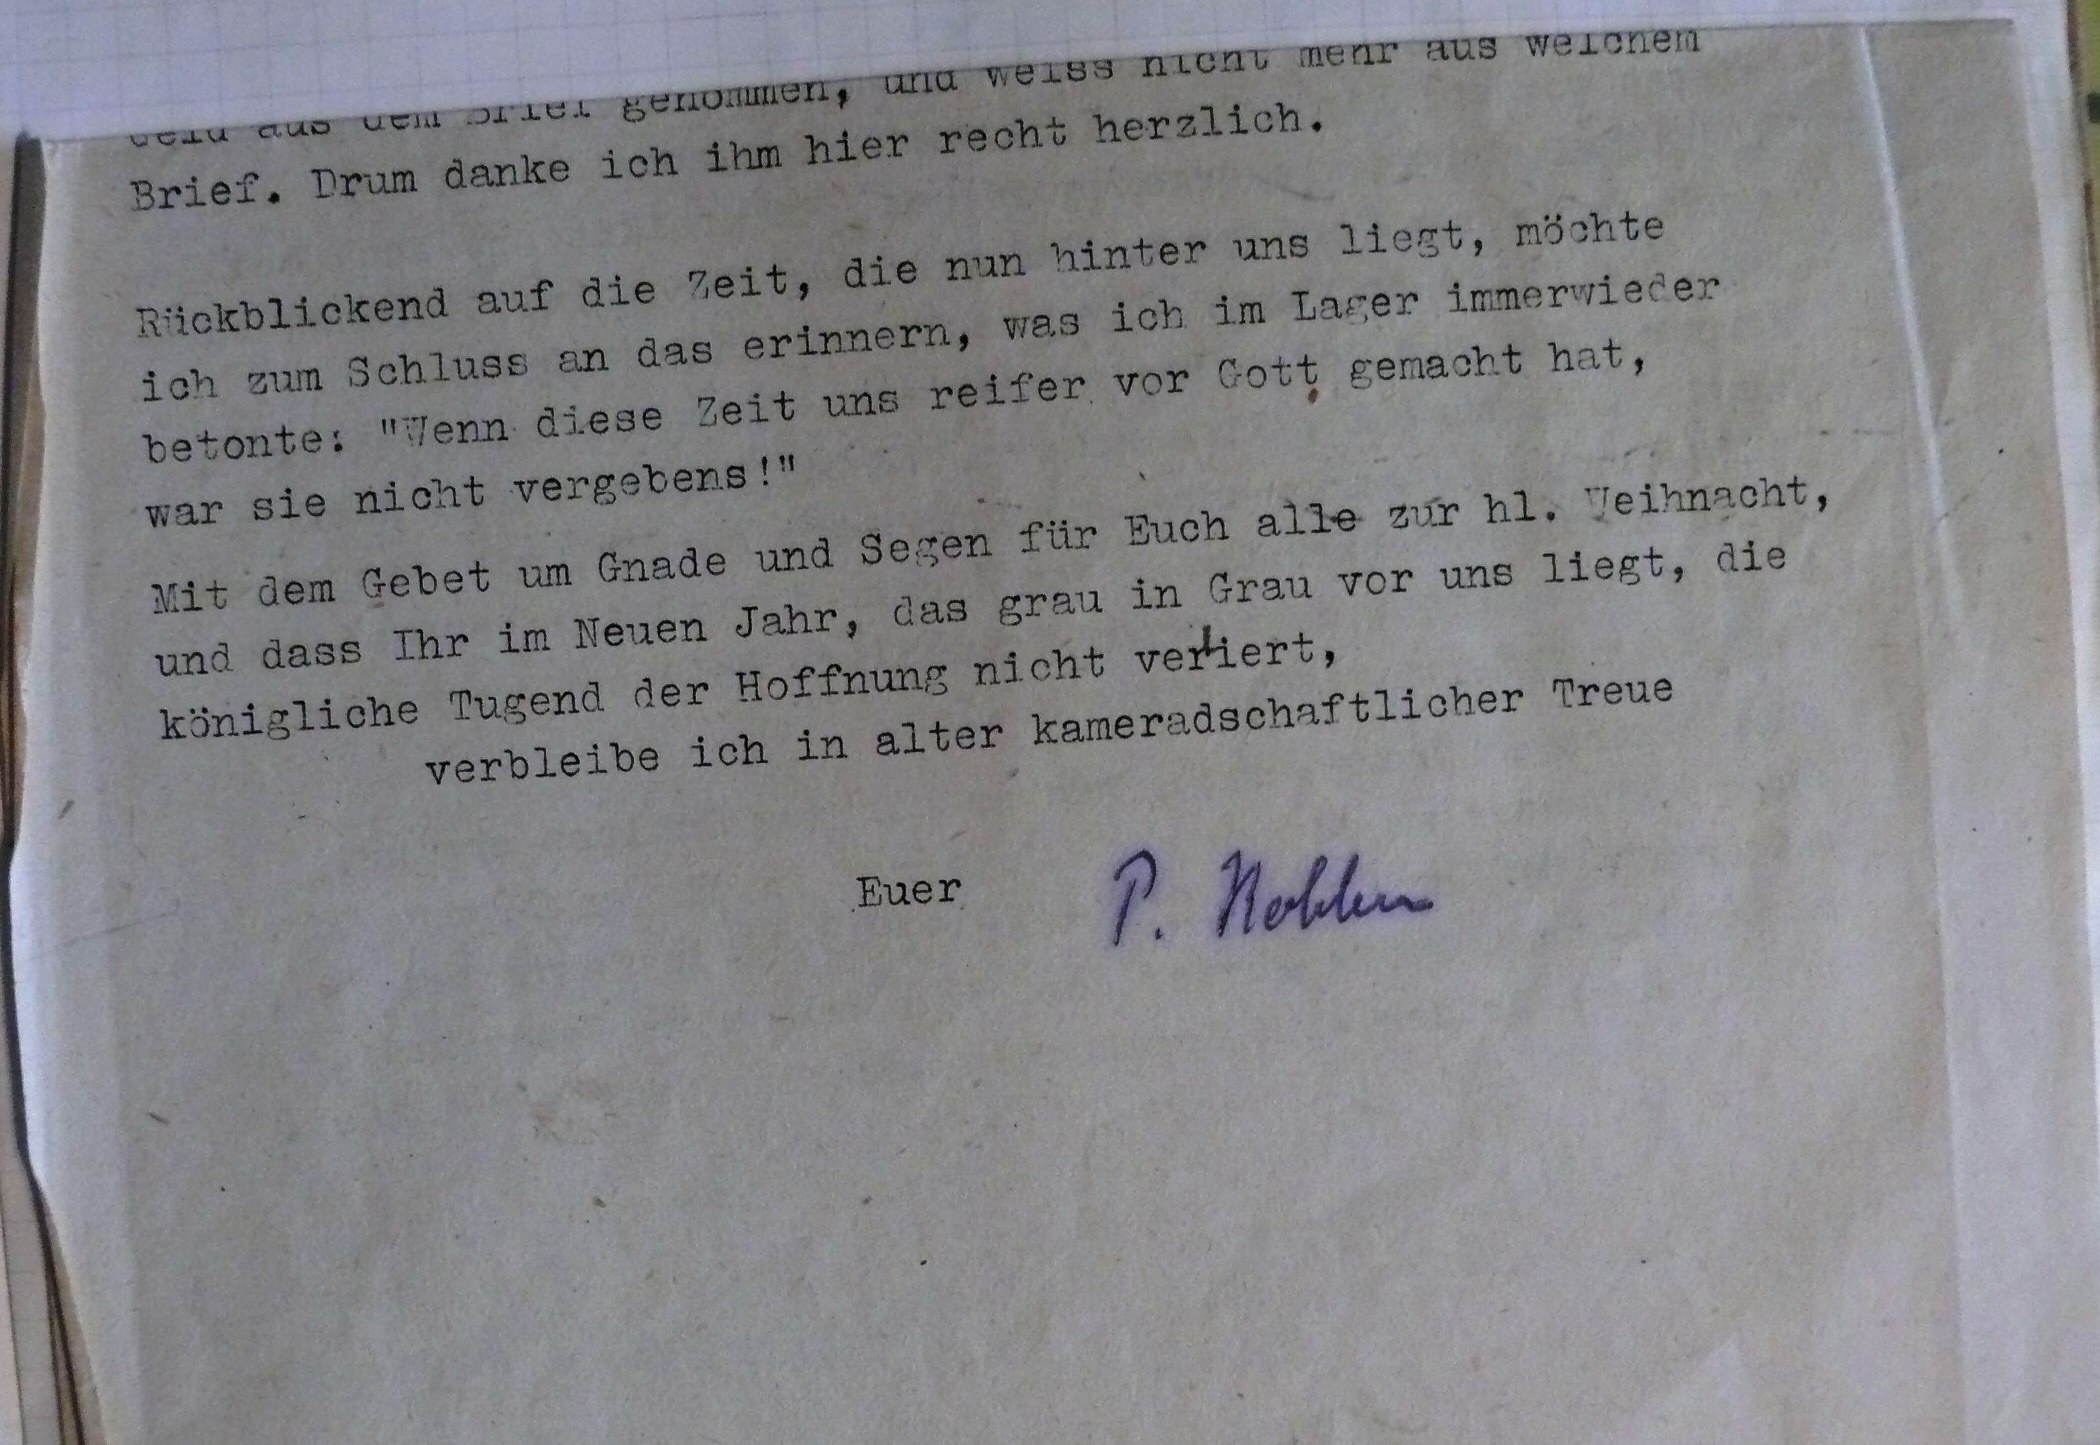 Geld aus dem Brief genommen, und weiss nicht mehr aus welchem
Brief. Drum danke ich ihm hier recht herzlich.
Rückblickend auf die Zeit, die nun hinter uns liegt, möchte
ich zum Schluss an das erinnern, was ich im Lager immerwieder
betonte: "Wenn diese Zeit uns reifer vor Gott gemacht hat,
war sie nicht vergebens!"
Mit dem Gebet um Gnade und Segen für Euch alle zur hl. Weihnacht,
und dass Ihr im Neuen Jahr, das grau in Grau vor uns liegt, die
königliche Tugend der Hoffnung nicht verliert,
verbleibe ich in alter kameradschaftlicher Treue
Euer P.